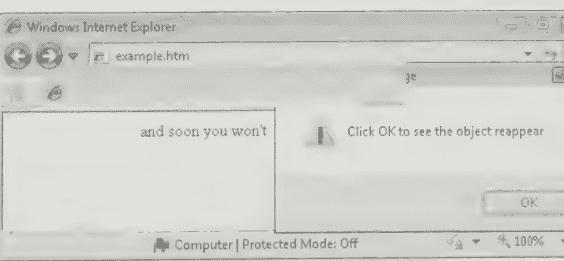 Windows Internet Explorer
example.htm
ge
and soon you won't
Click OK to see the object reappear
OK
Computer | Protected Mode: Off
100%